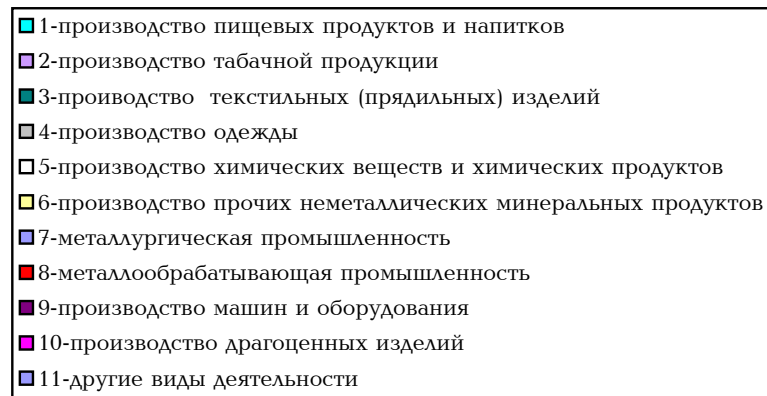 1-производство пищевых продуктов и напитков
2-производство табачной продукции
3-проиводство текстильных (прядильных) изделий
4-производство одежды
5-производство химических веществ и химических продуктов
6-производство прочих неметаллических минеральных продуктов
7-металлургическая промышленность
8-металлообрабатывающая промышленность
9-производство машин и оборудования
10-производство драгоценных изделий
11-другие виды деятельности